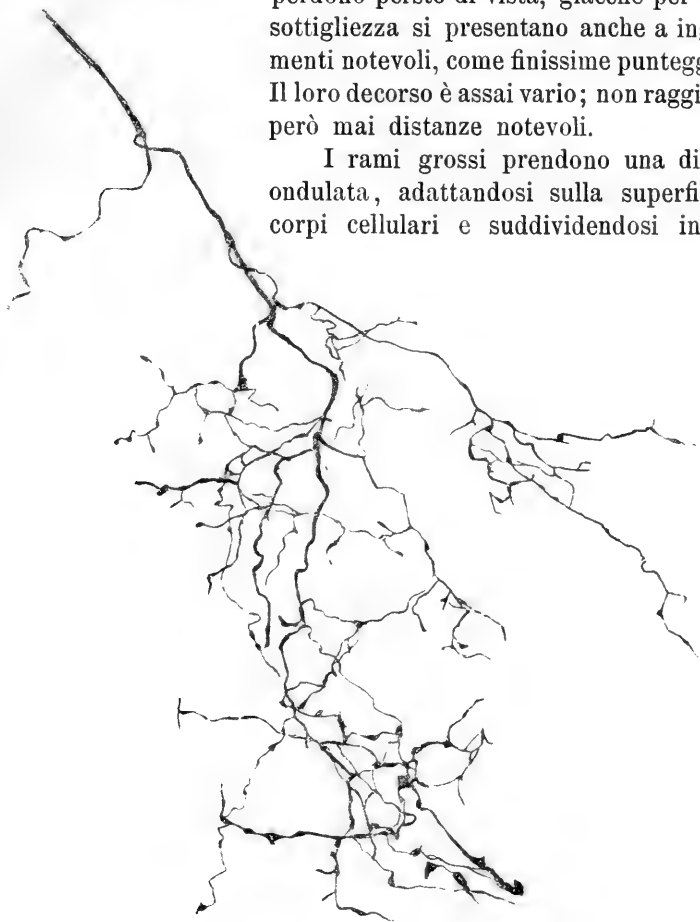 perdono persto di vista, giacchè per
sottigliezza si presentano anche a in
menti notevoli, come finissime puntegg
Il loro decorso è assai vario; non raggi
però mai distanze notevoli.
I rami grossi prendono una di
ondulata, adattandosi sulla superfi
corpi cellulari e suddividendosi in